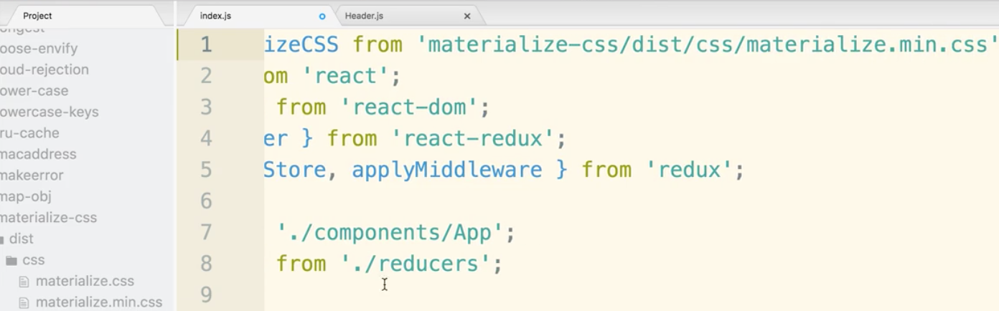 Project
index.js
Header.js
oose-envify
oud-rejection
ower-case
owercase-keys
ru-cache
macaddress
makeerror
map-obj
materialize-css
dist
css
materialize.css
materialize.min.css
1 izeCSS from 'materialize-css/dist/css/materialize.min.css'
2 om 'react';
3 from 'react-dom';
4 er } from 'react-redux';
5 Store, applyMiddleware } from 'redux';
6
7 './components/App';
8 from './reducers';
9